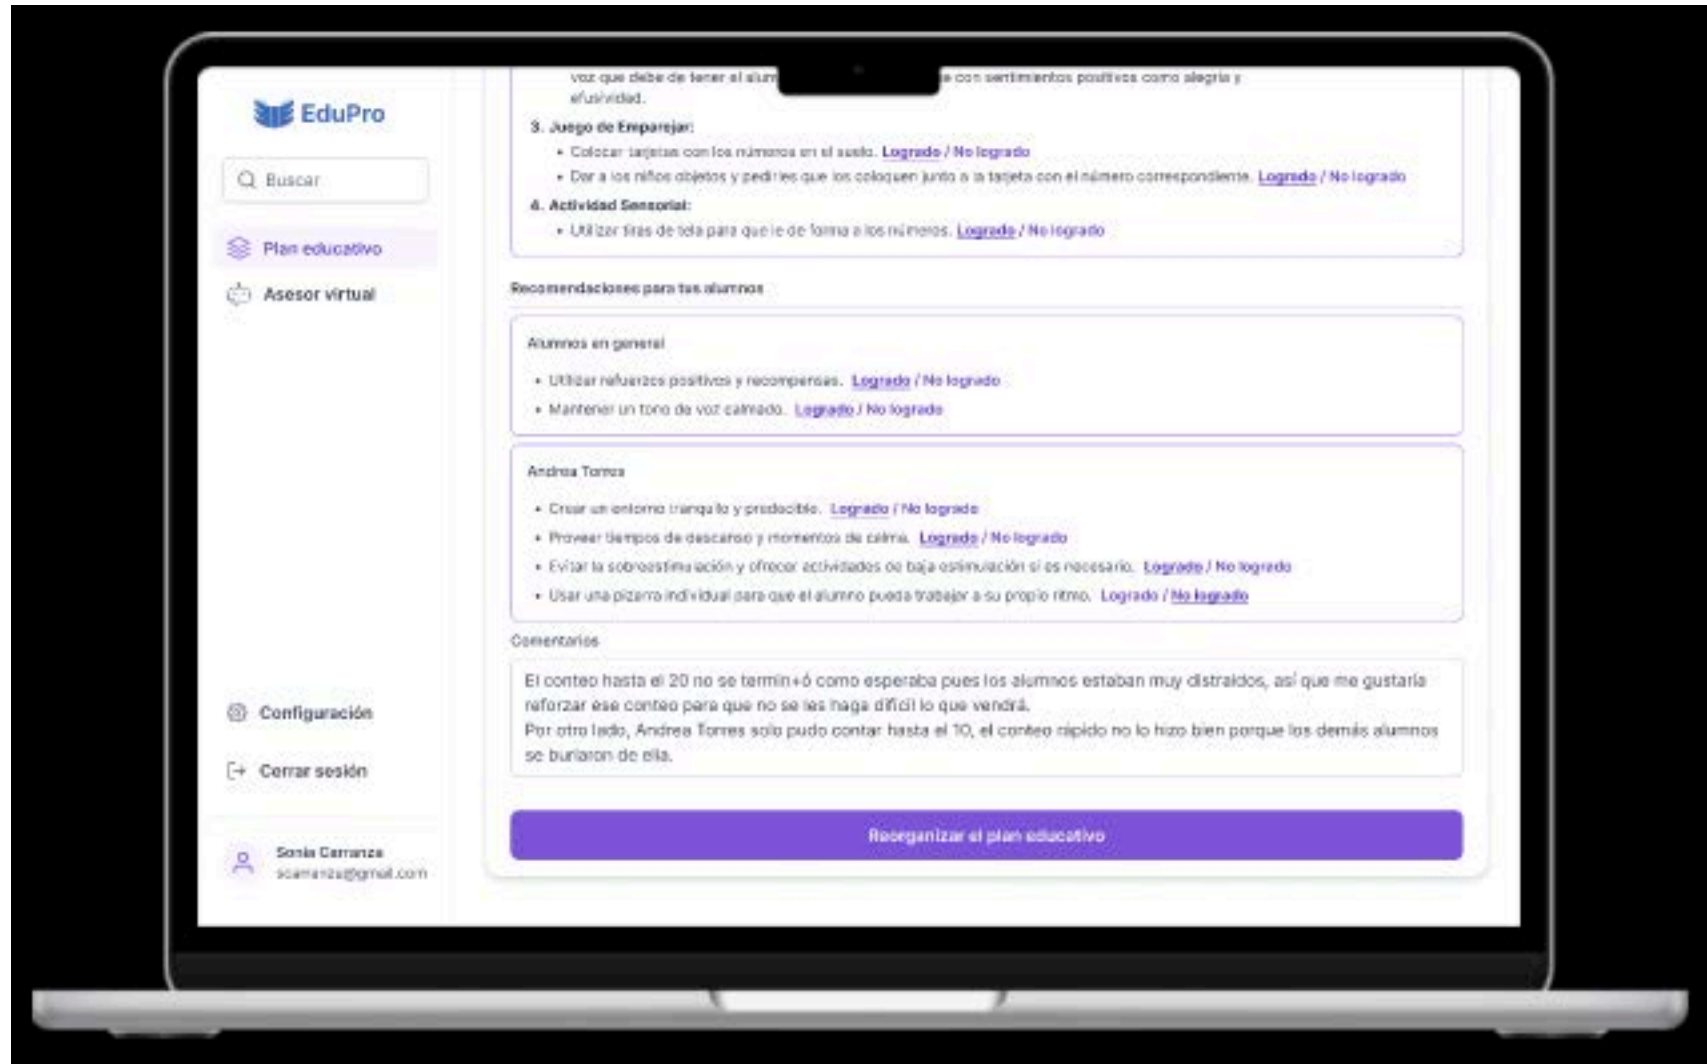 EduPro
Buscar
Plan educativo
Asesor virtual
Configuración
Cerrar sesión
Sonia Carranza
scarranza@gmail.com
voz que debe de tener el alum e con sentimientos positivos como alegría y
efusividad.
3. Juego de Emparejar:
• Colocar tarjetas con los números en el suelo. Logrado / No logrado
• Dar a los niños objetos y pedirles que los coloquen junto a la tarjeta con el número correspondiente. Logrado / No logrado
4. Actividad Sensorial:
• Utilizar tiras de tela para que le de forma a los números. Logrado / No logrado
Recomendaciones para tus alumnos
Alumnos en general
• Utilizar refuerzos positivos y recompensas. Logrado / No logrado
• Mantener un tono de voz calmado. Logrado / No logrado
Andrea Torres
• Crear un entorno tranquilo y predecible. Logrado / No logrado
• Proveer tiempos de descanso y momentos de calma. Logrado / No logrado
• Evitar la sobreestimulación y ofrecer actividades de baja estimulación si es necesario. Logrado / No logrado
• Usar una pizarra individual para que el alumno pueda trabajar a su propio ritmo. Logrado / No logrado
Comentarios
El conteo hasta el 20 no se termin+ó como esperaba pues los alumnos estaban muy distraídos, así que me gustaría
reforzar ese conteo para que no se les haga difícil lo que vendrá.
Por otro lado, Andrea Torres solo pudo contar hasta el 10, el conteo rápido no lo hizo bien porque los demás alumnos
se burlaron de ella.
Reorganizar el plan educativo